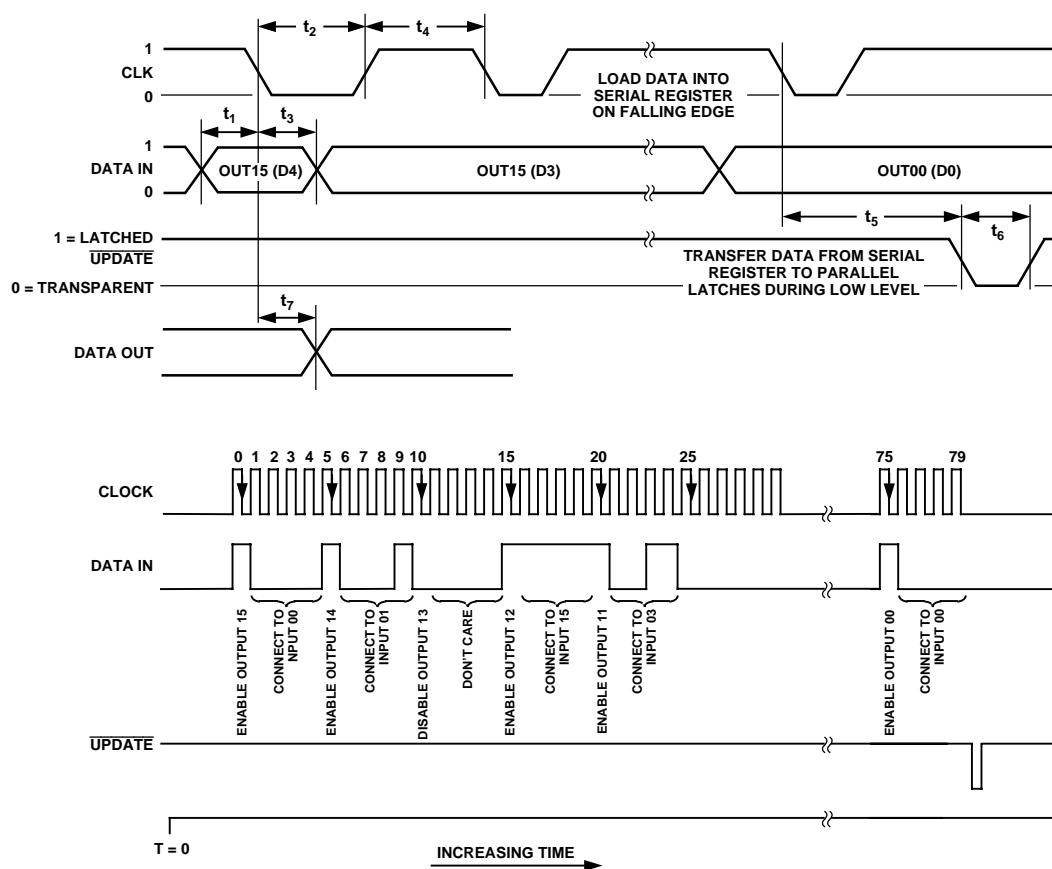 t2
t4
1
CLK
0
LOAD DATA INTO
SERIAL REGISTER
ON FALLING EDGE
t1
t3
1
DATA IN
0
OUT15 (D4)
OUT15 (D3)
OUT00 (D0)
t5
t6
1 = LATCHED
UPDATE
0 = TRANSPARENT
TRANSFER DATA FROM SERIAL
REGISTER TO PARALLEL
LATCHES DURING LOW LEVEL
t7
DATA OUT
0 1 2 3 4 5 6 7 8 9 10 15 20 25 75 79
CLOCK
DATA IN
ENABLE OUTPUT 15
CONNECT TO
NPUT 00
ENABLE OUTPUT 14
CONNECT TO
INPUT 01
DISABLE OUTPUT 13
DON'T CARE
ENABLE OUTPUT 12
CONNECT TO
INPUT 15
ENABLE OUTPUT 11
CONNECT TO
INPUT 03
ENABLE OUTPUT 00
CONNECT TO
INPUT 00
UPDATE
T = 0
INCREASING TIME